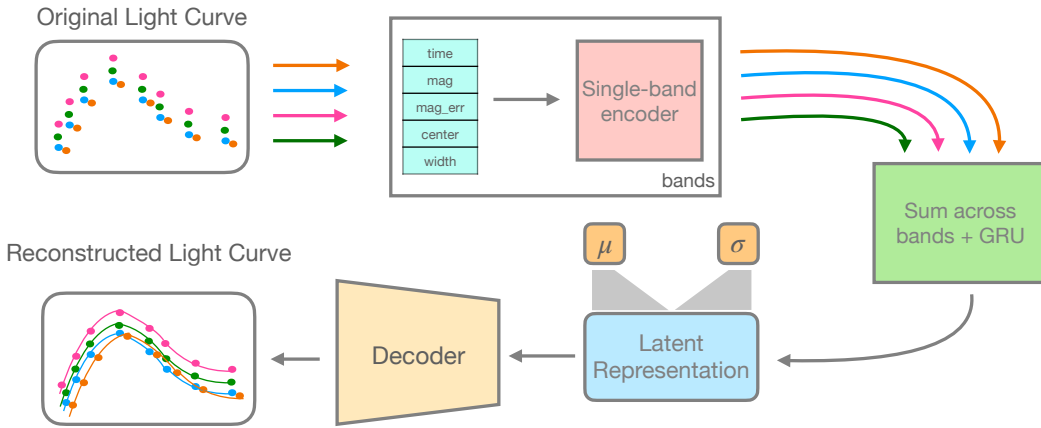 Original Light Curve
time
mag
mag_err
center
width
Single-band
encoder
bands
Sum across
bands + GRU
Reconstructed Light Curve
μ
σ
Latent
Representation
Decoder